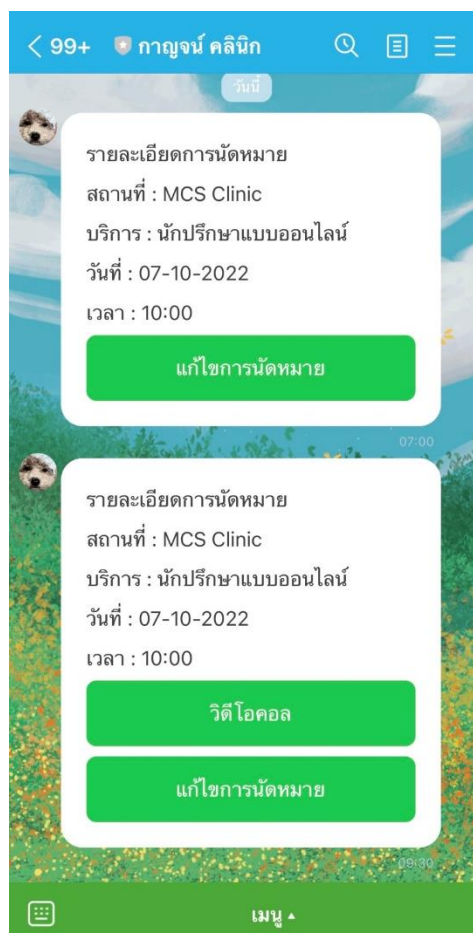 99+ กาญจน์ คลินิก
วันนี้
รายละเอียดการนัดหมาย
สถานที่ : MCS Clinic
บริการ : นักปรึกษาแบบออนไลน์
วันที่ : 07-10-2022
เวลา : 10:00
แก้ไขการนัดหมาย
07:00
รายละเอียดการนัดหมาย
สถานที่ : MCS Clinic
บริการ : นักปรึกษาแบบออนไลน์
วันที่ : 07-10-2022
เวลา : 10:00
วิดีโอคอล
แก้ไขการนัดหมาย
09:30
เมนู